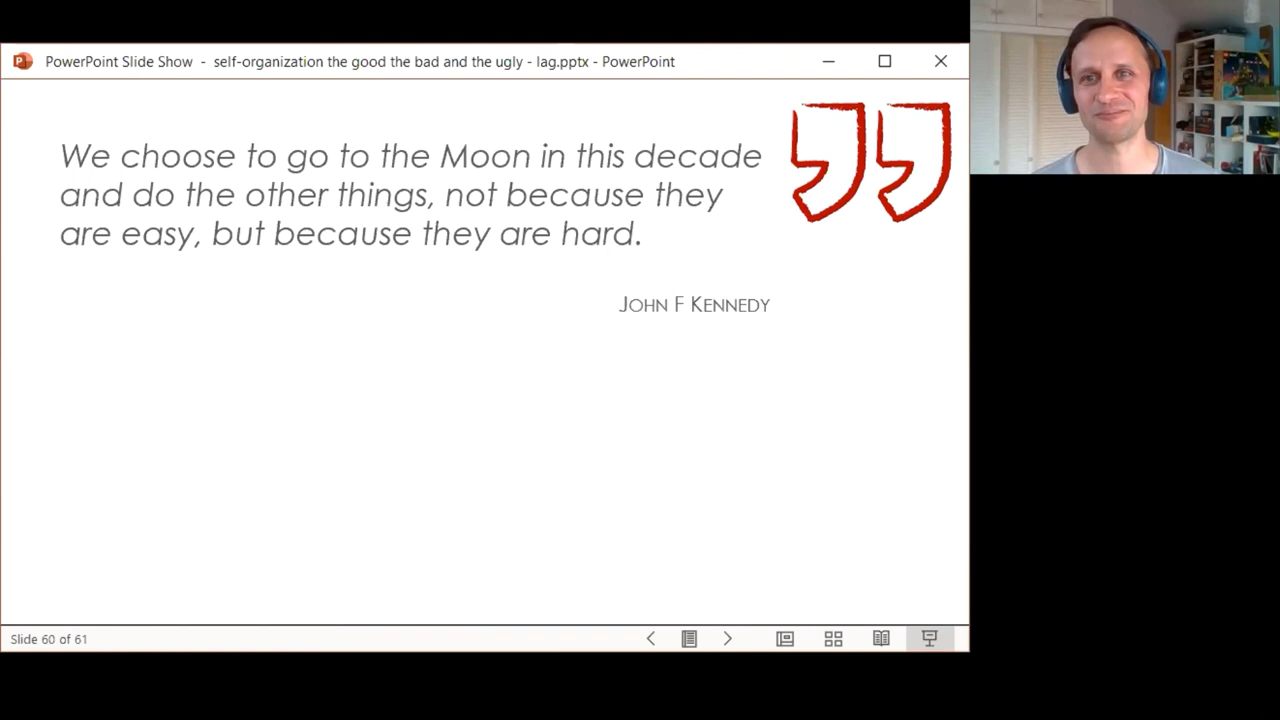 PowerPoint Slide Show - self-organization the good the bad and the ugly - lag.pptx - PowerPoint
We choose to go to the Moon in this decade
and do the other things, not because they
are easy, but because they are hard.
JOHN F KENNEDY
Slide 60 of 61